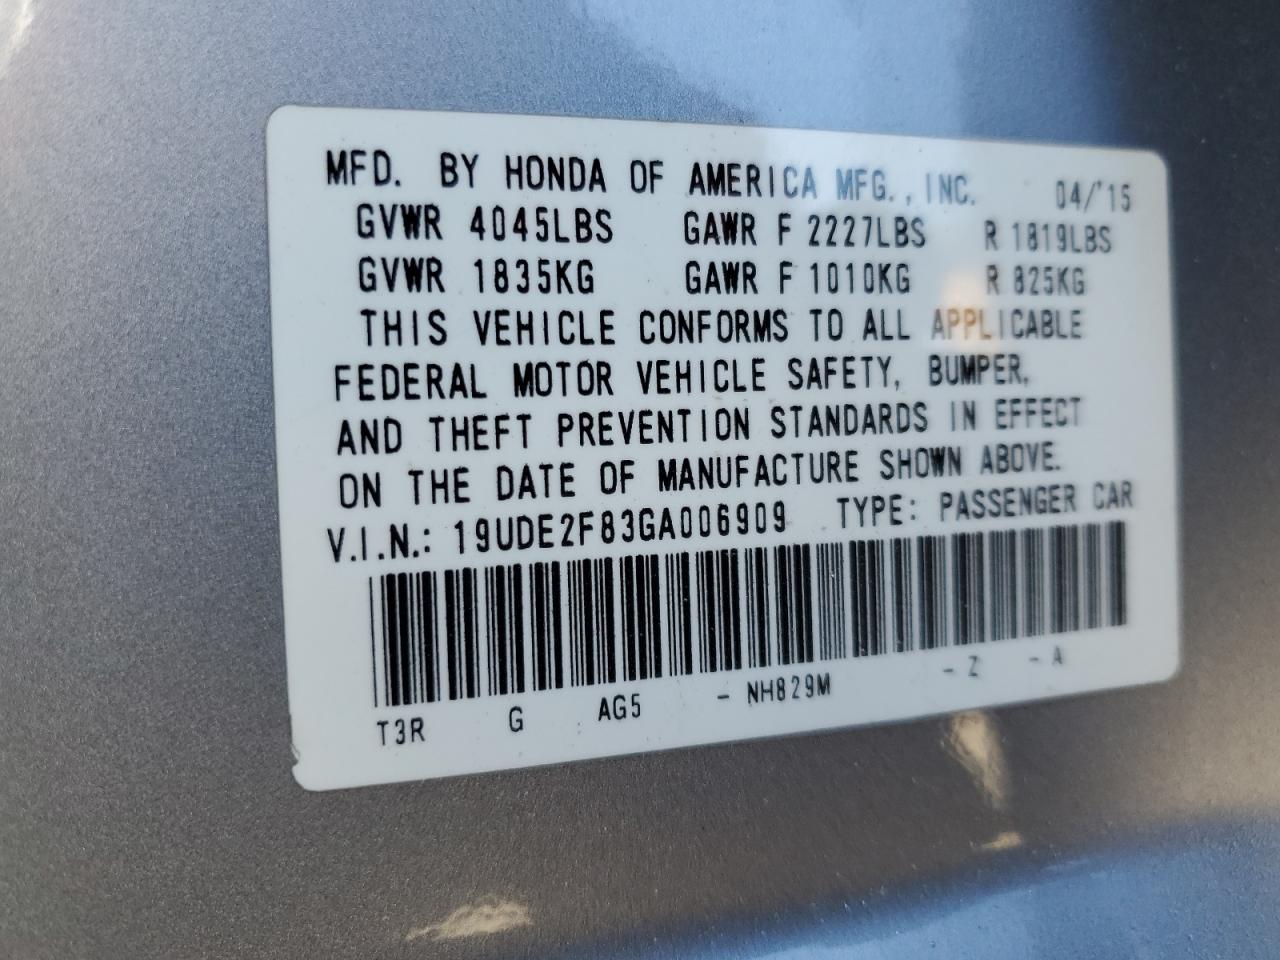 MFD. BY HONDA OF AMERICA MFG., INC. 04/'15
GVWR 4045LBS GAWR F 2227LBS R 1819LBS
GVWR 1835KG GAWR F 1010KG R 825KG
THIS VEHICLE CONFORMS TO ALL APPLICABLE
FEDERAL MOTOR VEHICLE SAFETY, BUMPER,
AND THEFT PREVENTION STANDARDS IN EFFECT
ON THE DATE OF MANUFACTURE SHOWN ABOVE.
V.I.N.: 19UDE2F83GA006909 TYPE: PASSENGER CAR
T3R G AG5 - NH829M - Z - A